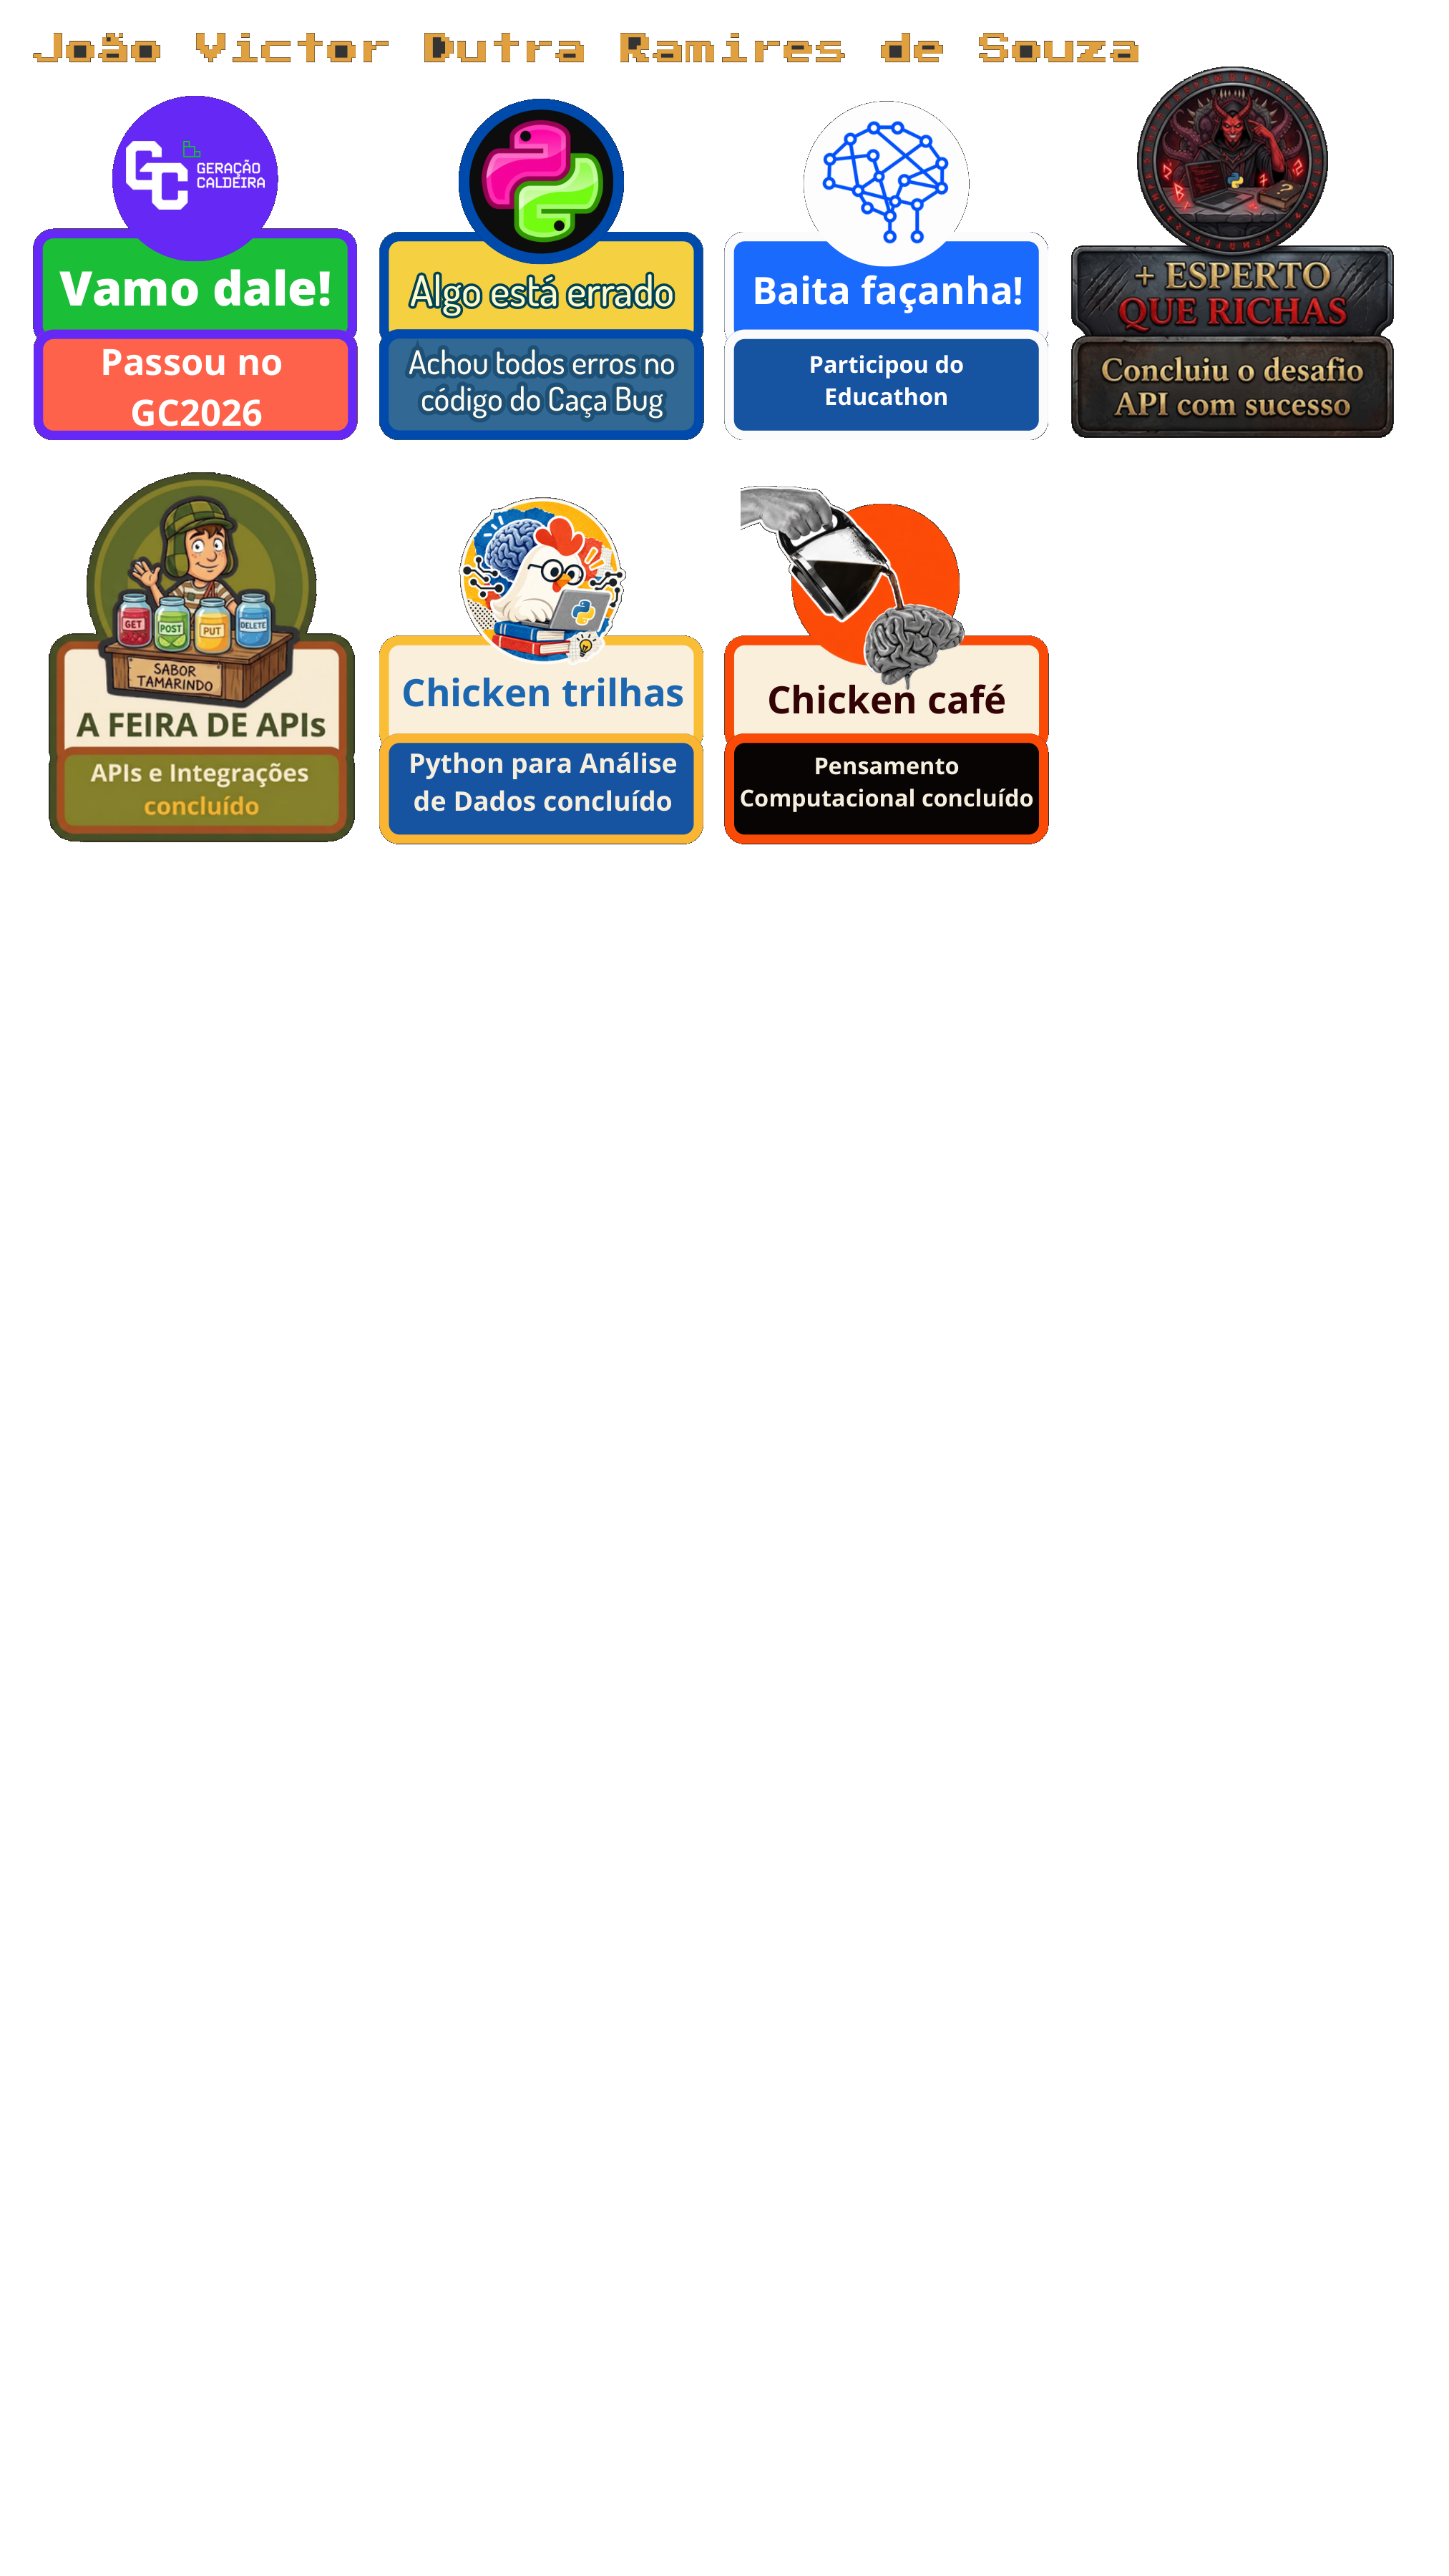 João Victor Dutra Ramires de Souza
GC GERAÇÃO
CALDEIRA
Vamo dale!
Passou no
GC2026
Algo está errado
Achou todos erros no
código do Caça Bug
Baita façanha!
Participou do
Educathon
+ ESPERTO
QUE RICHAS
Concluiu o desafio
API com sucesso
GET POST PUT DELETE
SABOR
TAMARINDO
A FEIRA DE APIs
APIs e Integrações
concluído
Chicken trilhas
Python para Análise
de Dados concluído
Chicken café
Pensamento
Computacional concluído